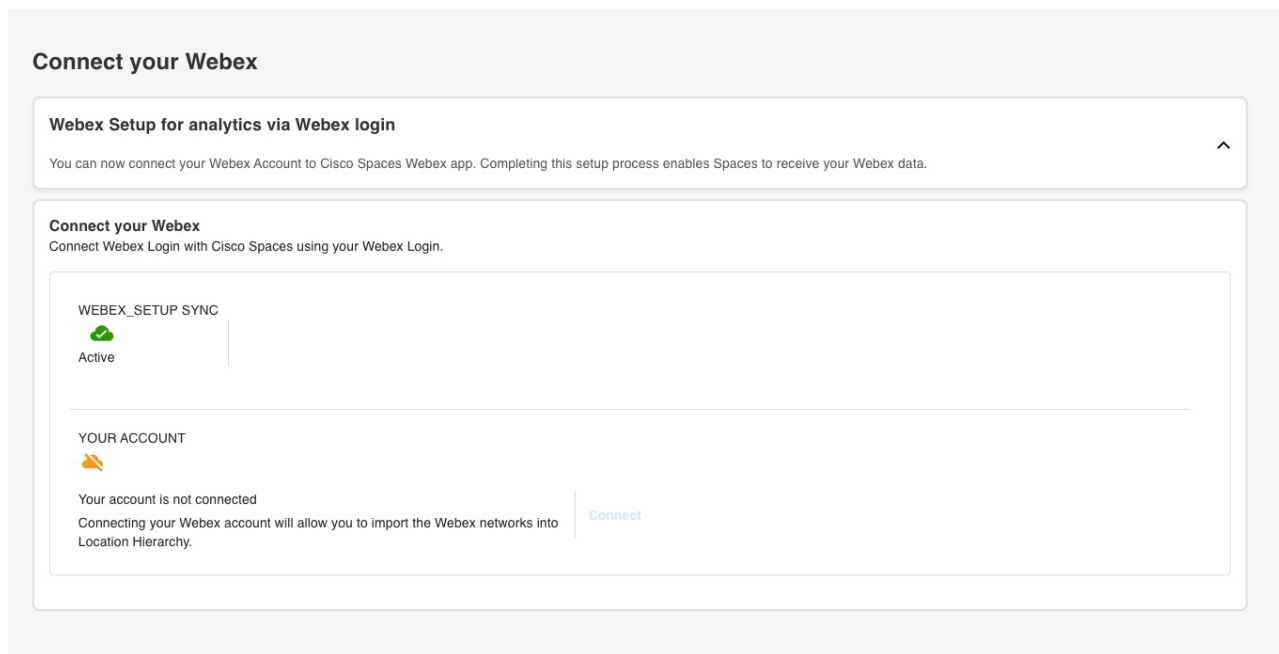 Connect your Webex
Webex Setup for analytics via Webex login
You can now connect your Webex Account to Cisco Spaces Webex app. Completing this setup process enables Spaces to receive your Webex data.
Connect your Webex
Connect Webex Login with Cisco Spaces using your Webex Login.
WEBEX_SETUP SYNC
Active
YOUR ACCOUNT
Your account is not connected
Connecting your Webex account will allow you to import the Webex networks into
Location Hierarchy.
Connect